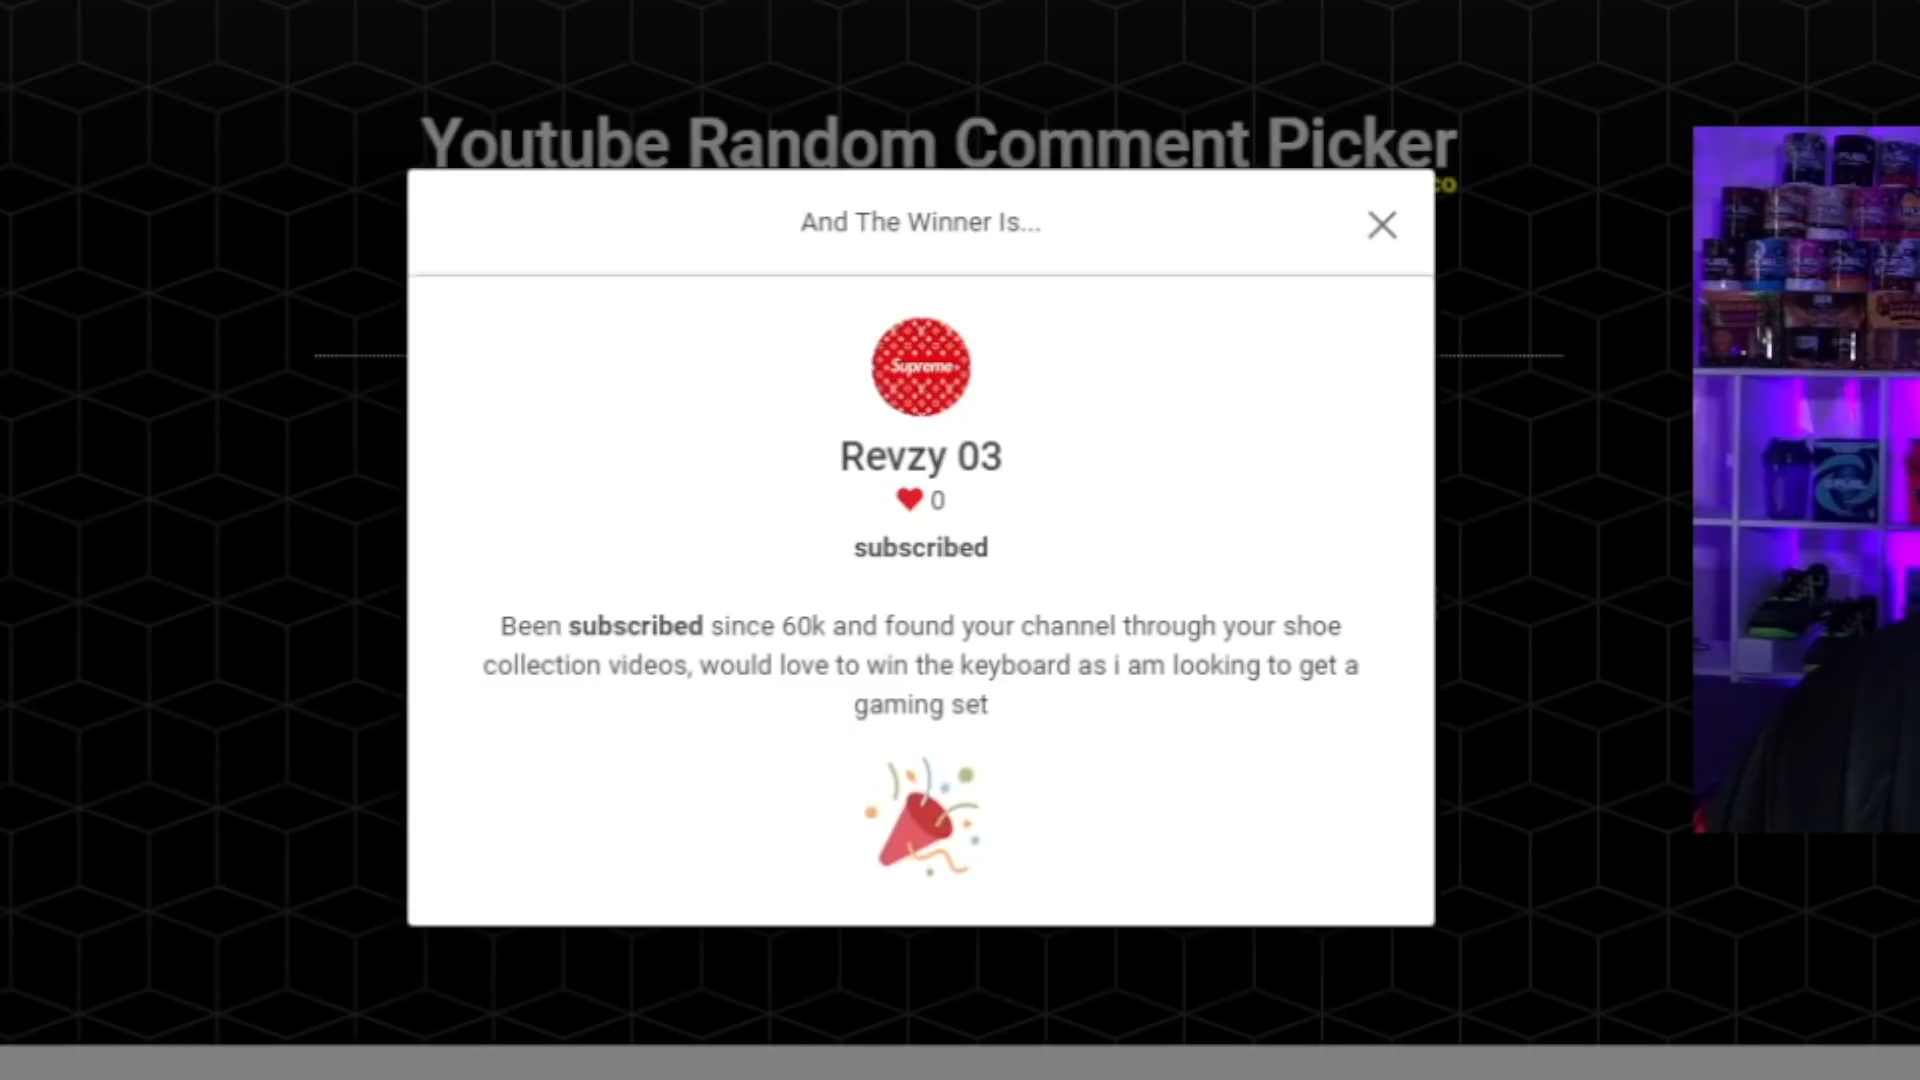 Youtube Random Comment Picker
co
And The Winner Is...
Supreme
Revzy 03
0
subscribed
Been subscribed since 60k and found your channel through your shoe
collection videos, would love to win the keyboard as i am looking to get a
gaming set